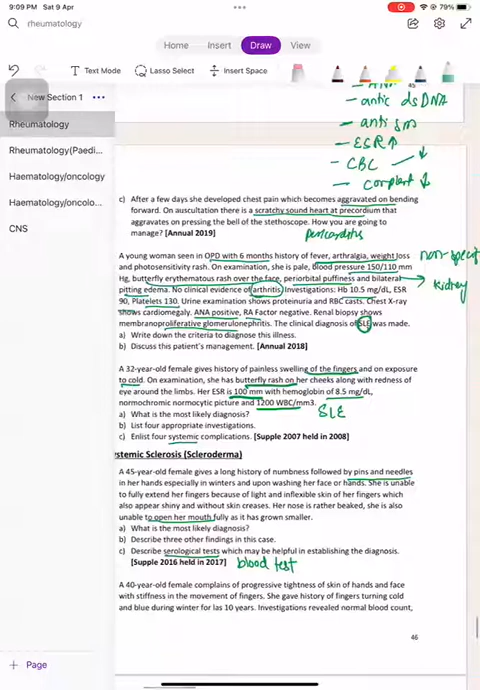 9:09 PM Sat 9 Apr
79%
rheumatology
Home Insert Draw View
Text Mode
Lasso Select
Insert Space
New Section 1
Rheumatology
Rheumatology(Paedi...
Haematology/oncology
Haematology/oncolo...
CNS
Page
45
- antic dsDNA
- anti sm
- ESR↑
- CBC ↓
↓
c) After a few days she developed chest pain which becomes aggravated on bending
forward. On auscultation there is a scratchy sound heart at precordium that
aggravates on pressing the bell of the stethoscope. How you are going to
manage? [Annual 2019]
pericarditis
A young woman seen in OPD with 6 months history of fever, arthralgia, weight loss
and photosensitivity rash. On examination, she is pale, Blood pressure 150/110 mm
Hg, butterfly erythematous rash over the face, periorbital puffiness and bilateral
pitting edema. No clinical evidence of arthritis. Investigations: Hb 10.5 mg/dL, ESR
90, Platelets 130. Urine examination shows proteinuria and RBC casts. Chest X-ray
shows cardiomegaly. ANA positive, RA Factor negative. Renal biopsy shows
membranoproliferative glomerulonephritis. The clinical diagnosis of SLE was made.
non-specific
→ kidney
a) Write down the criteria to diagnose this illness.
b) Discuss this patient's management. [Annual 2018]
A 32-year-old female gives history of painless swelling of the fingers and on exposure
to cold. On examination, she has butterfly rash on her cheeks along with redness of
eye around the limbs. Her ESR is 100 mm with hemoglobin of 8.5 mg/dL,
normochromic normocytic picture and 1200 WBC/mm3.
SLE
a) What is the most likely diagnosis?
b) List four appropriate investigations.
c) Enlist four systemic complications. [Supple 2007 held in 2008]
ystemic Sclerosis (Scleroderma)
A 45-year-old female gives a long history of numbness followed by pins and needles
in her hands especially in winters and upon washing her face or hands. She is unable
to fully extend her fingers because of light and inflexible skin of her fingers which
also appear shiny and without skin creases. Her nose is rather beaked, she is also
unable to open her mouth fully as it has grown smaller.
a) What is the most likely diagnosis?
b) Describe three other findings in this case.
c) Describe serological tests which may be helpful in establishing the diagnosis.
[Supple 2016 held in 2017]
blood test
A 40-year-old female complains of progressive tightness of skin of hands and face
with stiffness in the movement of fingers. She gave history of fingers turning cold
and blue during winter for las 10 years. Investigations revealed normal blood count,
46